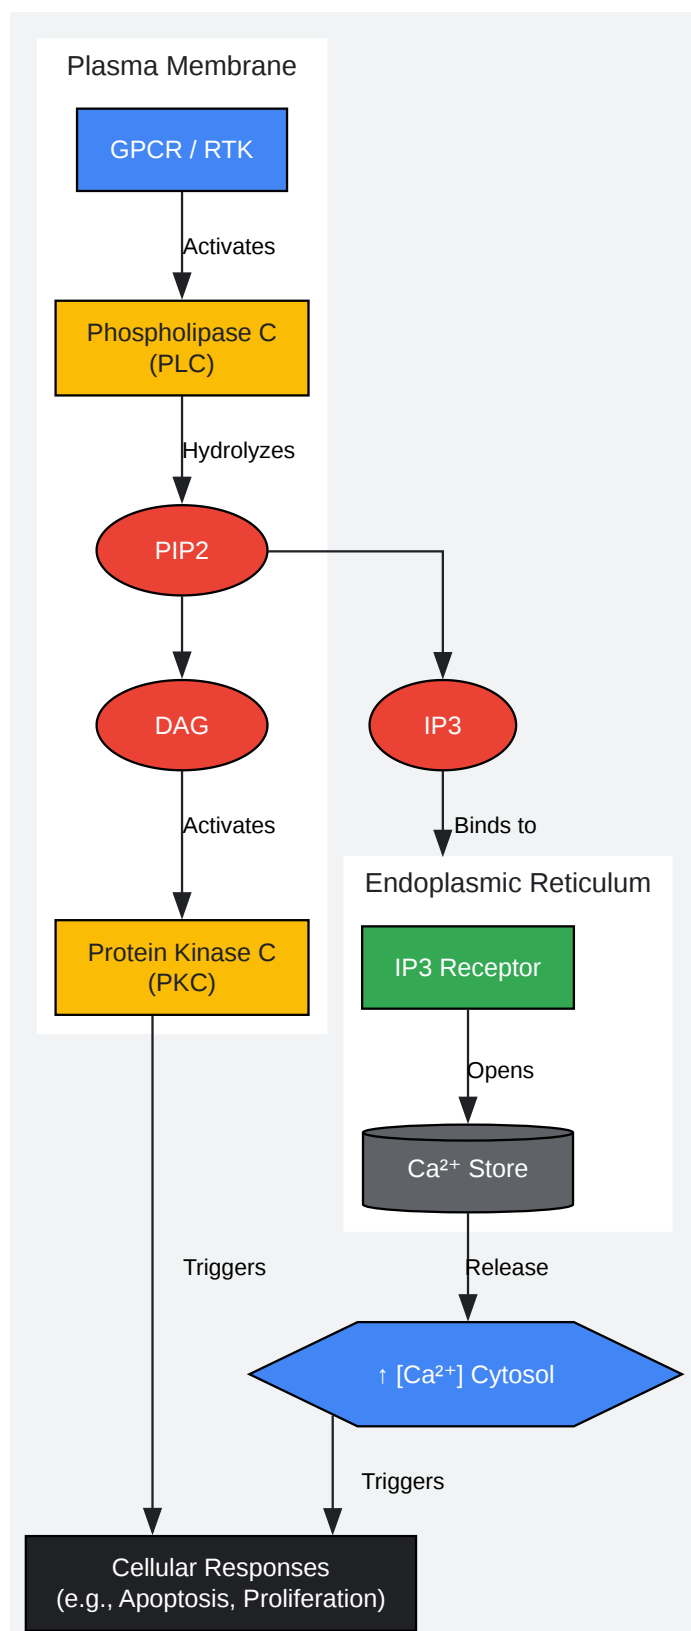 Plasma Membrane
GPCR / RTK
Activates
Phospholipase C
(PLC)
Hydrolyzes
PIP2
DAG
IP3
Activates
Binds to
Endoplasmic Reticulum
Protein Kinase C
(PKC)
IP3 Receptor
Opens
Ca²⁺ Store
Triggers
Release
↑ [Ca²⁺] Cytosol
Triggers
Cellular Responses
(e.g., Apoptosis, Proliferation)